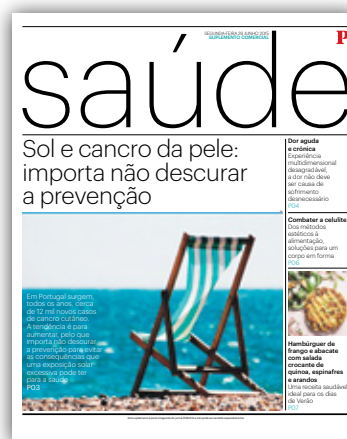 SEGUNDA-FEIRA 29 JUNHO 2015
SUPLEMENTO COMERCIAL
P
saúde
Sol e cancro da pele:
importa não descurar
a prevenção
Em Portugal surgem,
todos os anos, cerca
de 12 mil novos casos
de cancro cutâneo.
A tendência é para
aumentar, pelo que
importa não descurar
a prevenção para evitar
as consequências que
uma exposição solar
excessiva pode ter
para a saúde
P03
Dor aguda
e crónica
Experiência
multidimensional
desagradável,
a dor não deve
ser causa de
sofrimento
desnecessário
P04
Combater a celulite
Dos métodos
estéticos à
alimentação,
soluções para um
corpo em forma
P06
Hambúrguer de
frango e abacate
com salada
crocante de
quinoa, espinafres
e arandos
Uma receita saudável
ideal para os dias
de Verão
P07